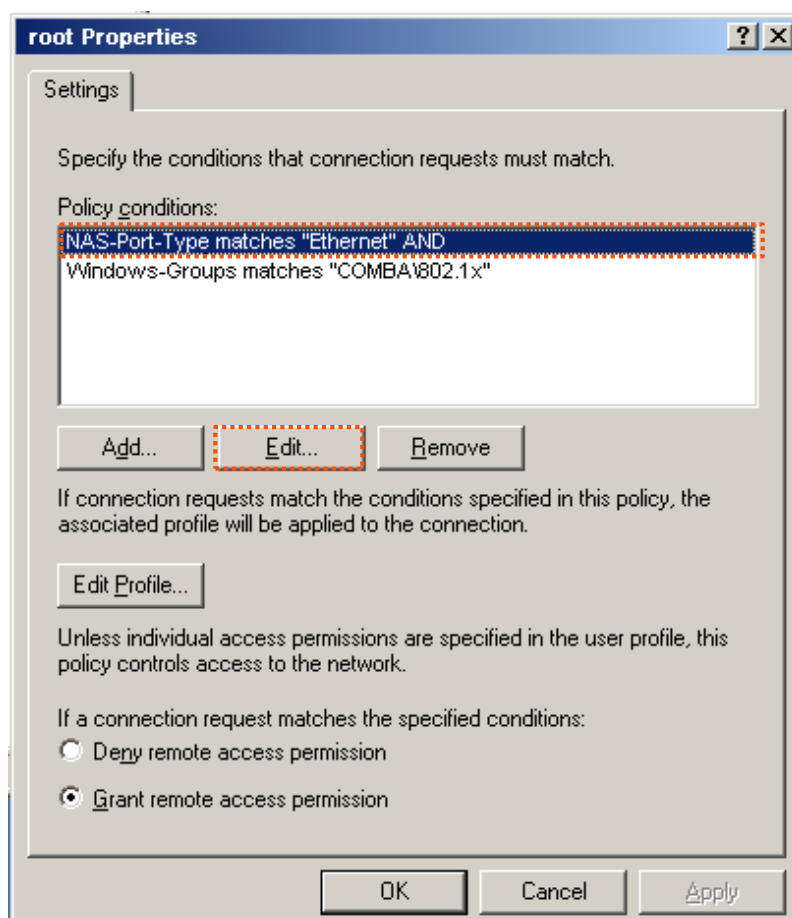 root Properties
Settings
Specify the conditions that connection requests must match.
Policy conditions:
NAS-Port-Type matches "Ethernet" AND
Windows-Groups matches "COMBA\802.1x"
Add... Edit... Remove
If connection requests match the conditions specified in this policy, the
associated profile will be applied to the connection.
Edit Profile...
Unless individual access permissions are specified in the user profile, this
policy controls access to the network.
If a connection request matches the specified conditions:
Deny remote access permission
Grant remote access permission
OK Cancel Apply